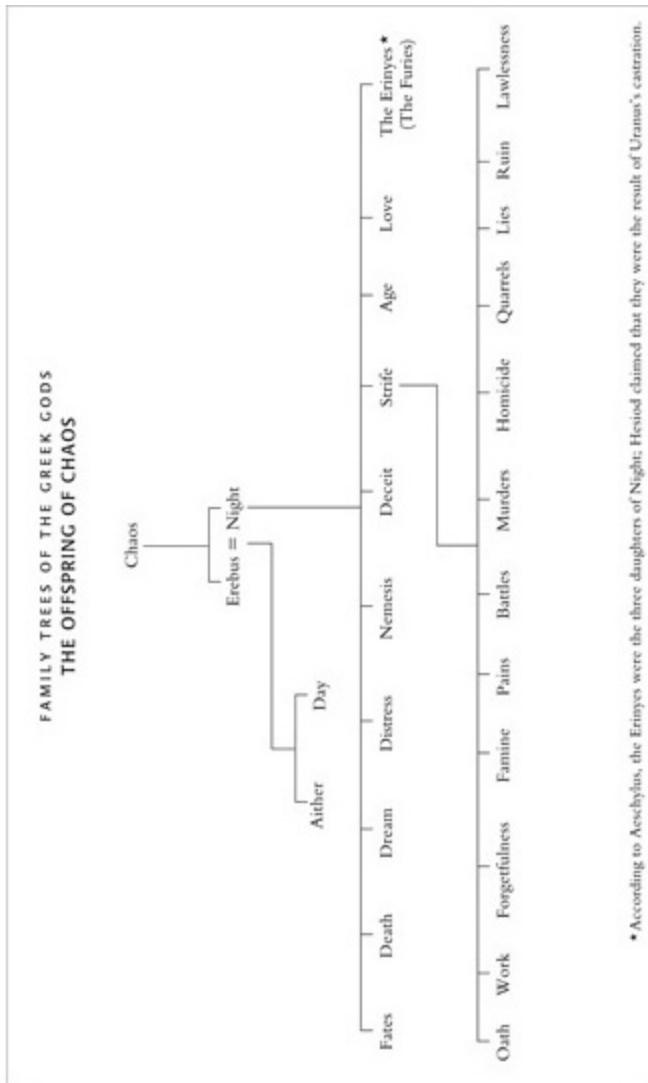 FAMILY TREES OF THE GREEK GODS
THE OFFSPRING OF CHAOS
Chaos
Erebus = Night
Aither Day
Fates Death Dream Distress Nemesis Deceit Strife Age Love The Erinyes★
(The Furies)
Oath Work Forgetfulness Famine Pains Battles Murders Homicide Quarrels Lies Ruin Lawlessness
★According to Aeschylus, the Erinyes were the three daughters of Night; Hesiod claimed that they were the result of Uranus's castration.